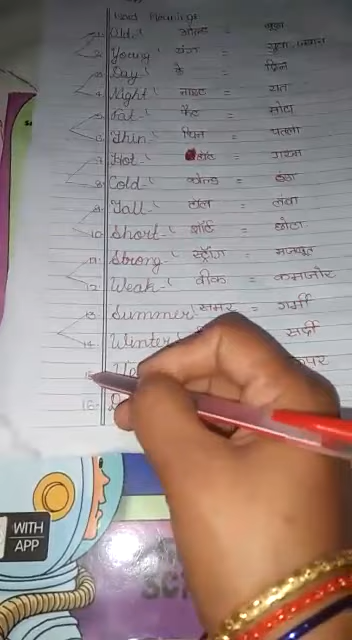 Word Meanings
1. Old - ओल्ड = बूढ़ा
2. Young - यंग = युवा, जवान
3. Day - डे = दिन
4. Night - नाइट = रात
5. Fat - फैट = मोटा
6. Thin - थिन = पतला
7. Hot - हॉट = गरम
8. Cold - कोल्ड = ठंडा
9. Tall - टॉल = लंबा
10. Short - शॉर्ट = छोटा
11. Strong - स्ट्रॉंग = मजबूत
12. Weak - वीक = कमजोर
13. Summer समर = गर्मी
14. Winter सर्दी
15.
16. D
WITH
APP